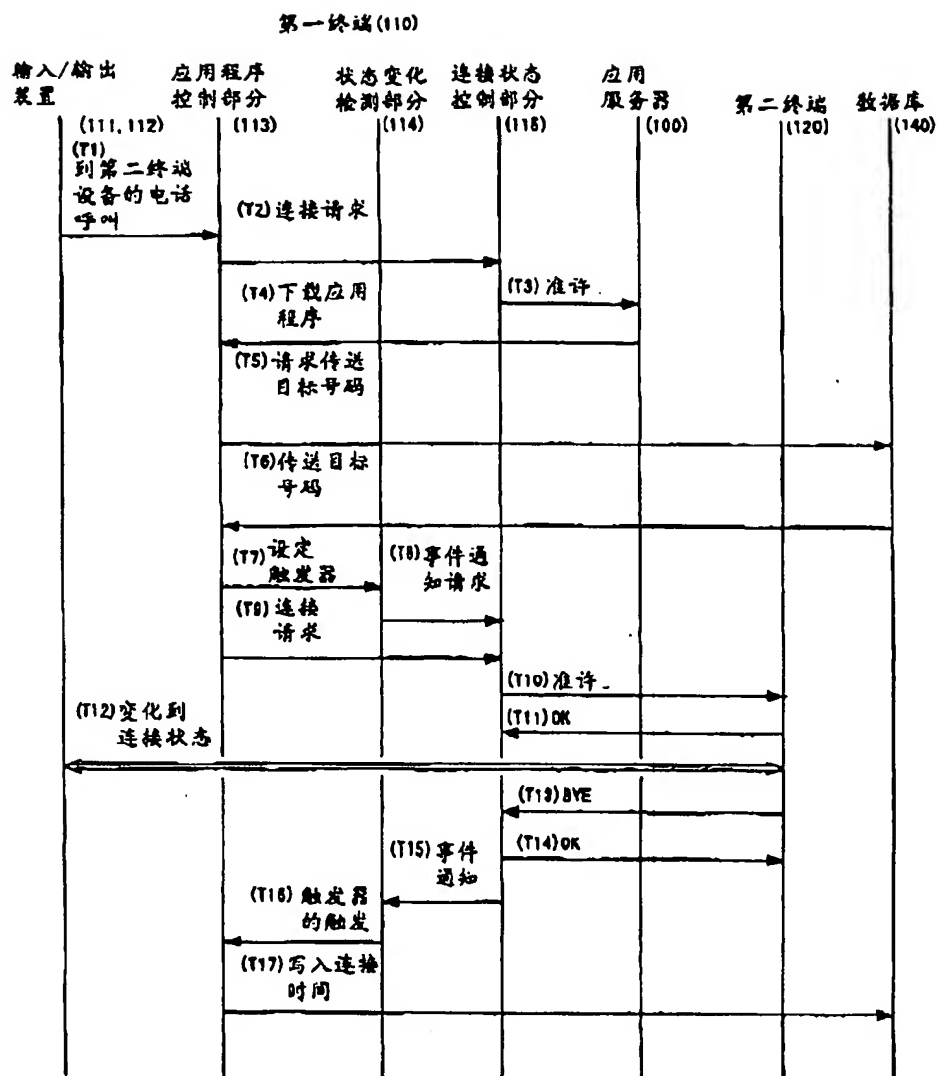 第一终端(110)
输入/输出
装置
应用程序
控制部分
状态变化
检测部分
连接状态
控制部分
应用
服务器
第二终端
数据库
(111,112)
(113)
(114)
(115)
(100)
(120)
(140)
(T1)
到第二终端
设备的电话
呼叫
(T2)连接请求
(T3)准许
(T4)下载应用
程序
(T5)请求传送
目标号码
(T6)传送目标
号码
(T7)设定
触发器
(T8)事件通
知请求
(T9)连接
请求
(T10)准许
(T11)OK
(T12)变化到
连接状态
(T13)BYE
(T14)OK
(T15)事件
通知
(T16)触发器
的触发
(T17)写入连接
时间